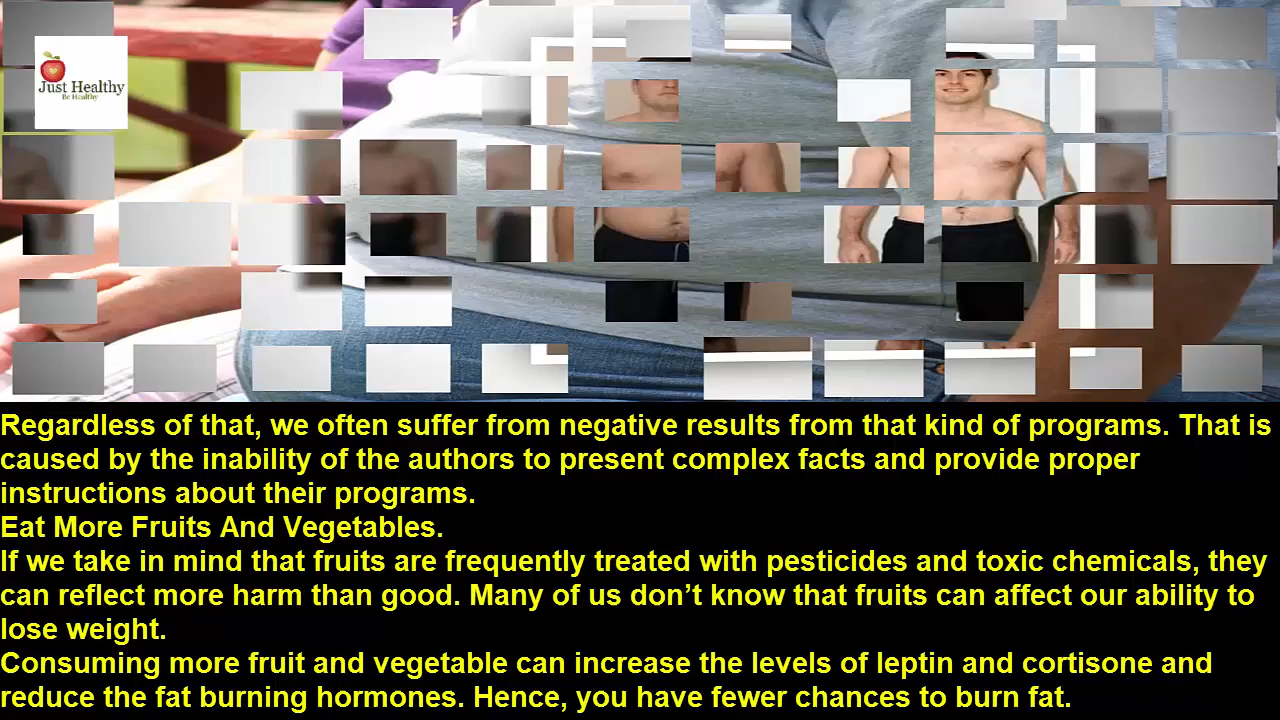 Just Healthy
Be Healthy
Regardless of that, we often suffer from negative results from that kind of programs. That is
caused by the inability of the authors to present complex facts and provide proper
instructions about their programs.
Eat More Fruits And Vegetables.
If we take in mind that fruits are frequently treated with pesticides and toxic chemicals, they
can reflect more harm than good. Many of us don’t know that fruits can affect our ability to
lose weight.
Consuming more fruit and vegetable can increase the levels of leptin and cortisone and
reduce the fat burning hormones. Hence, you have fewer chances to burn fat.